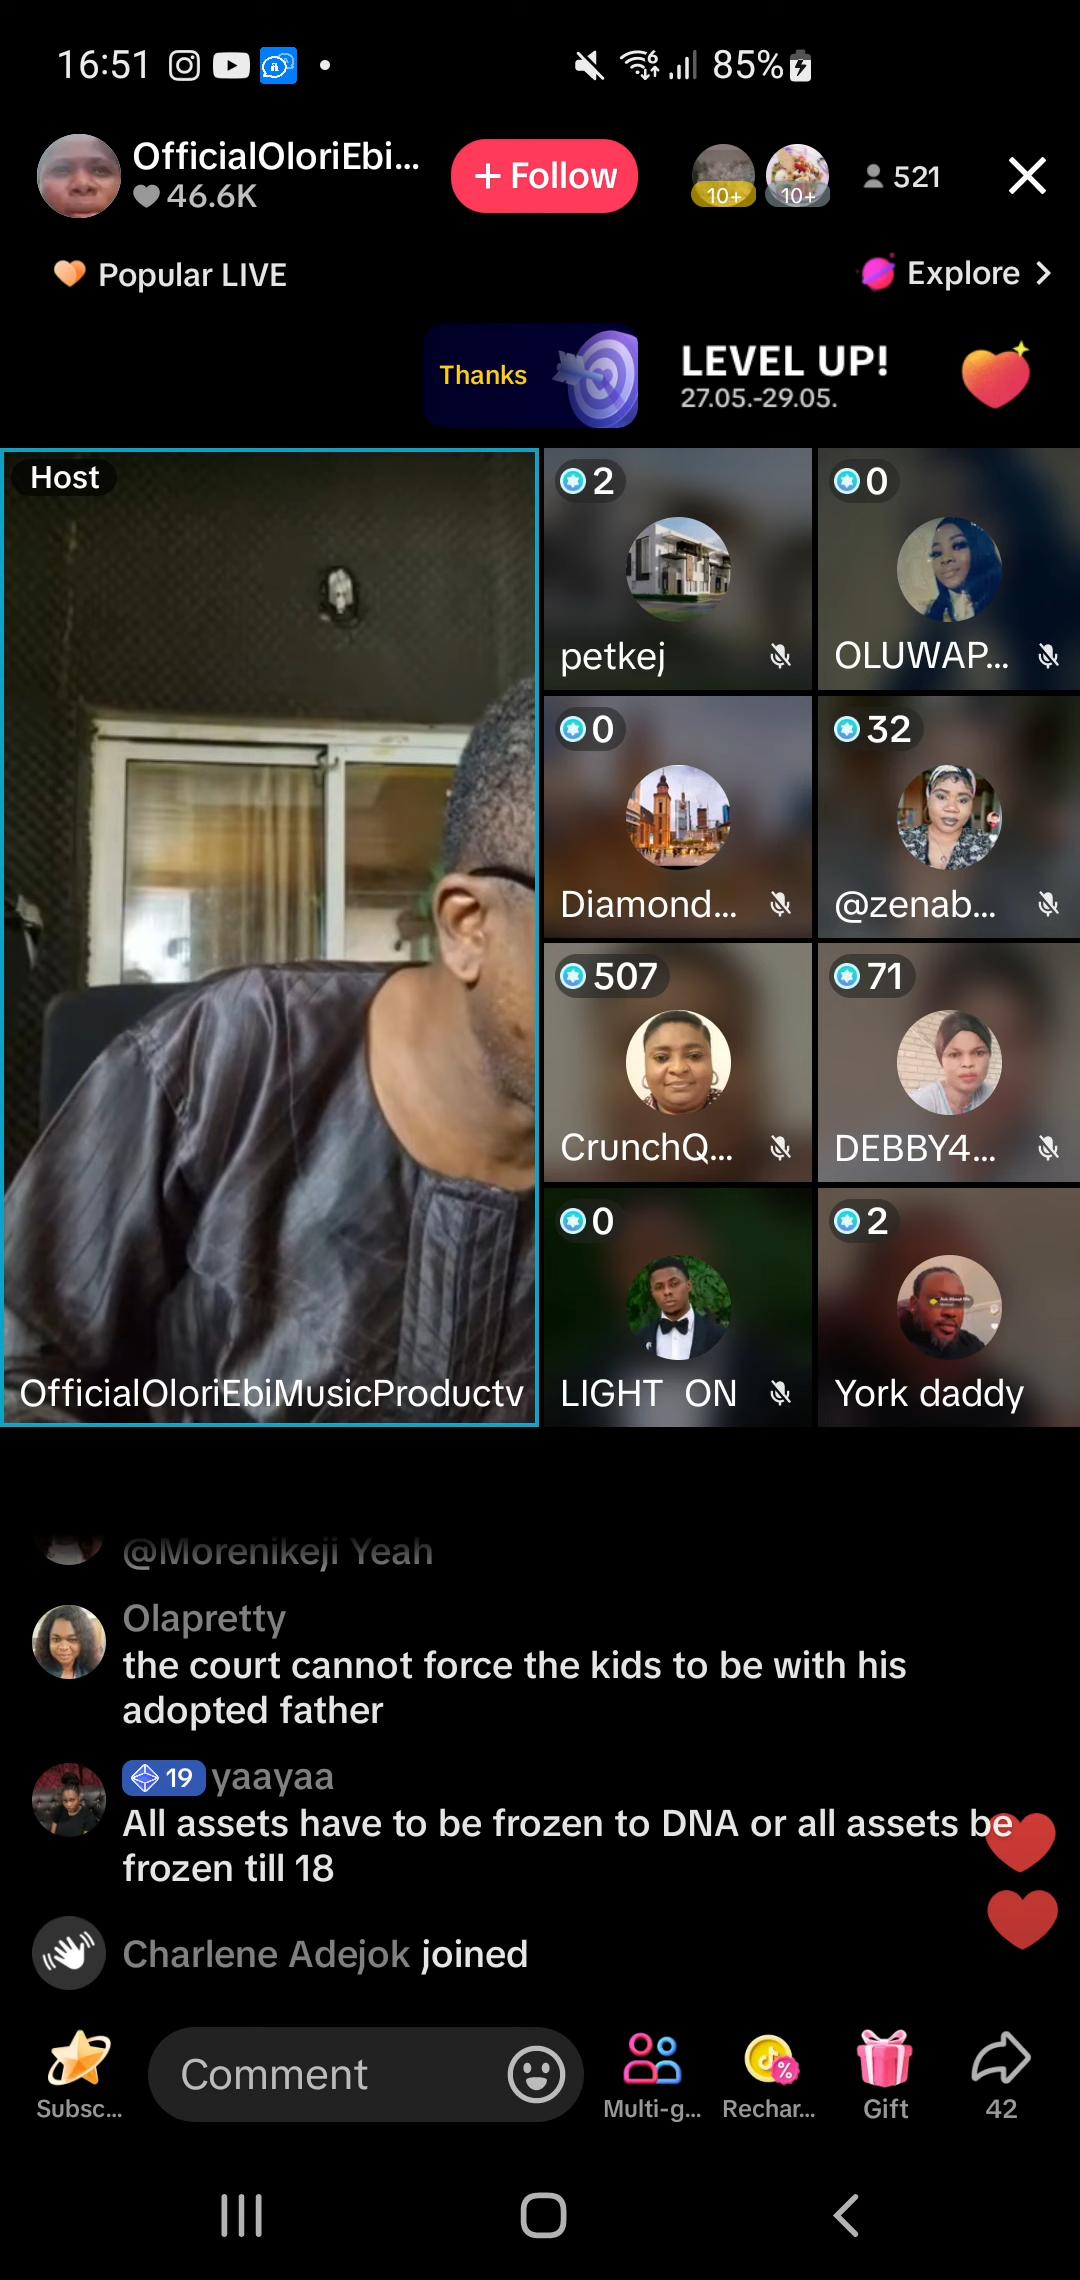 16:51
85%
OfficialOloriEbi...
46.6K
+ Follow
10+
10+
521
Popular LIVE
Explore >
Thanks
LEVEL UP!
27.05.-29.05.
Host
2
0
petkej
OLUWAP...
0
32
Diamond...
@zenab...
507
71
CrunchQ...
DEBBY4...
0
2
OfficialOloriEbiMusicProductv
LIGHT ON
York daddy
@Morenikeji Yeah
Olapretty
the court cannot force the kids to be with his
adopted father
19 yaayaa
All assets have to be frozen to DNA or all assets be
frozen till 18
Charlene Adejok joined
Comment
Subsc...
Multi-g...
Rechar...
Gift
42